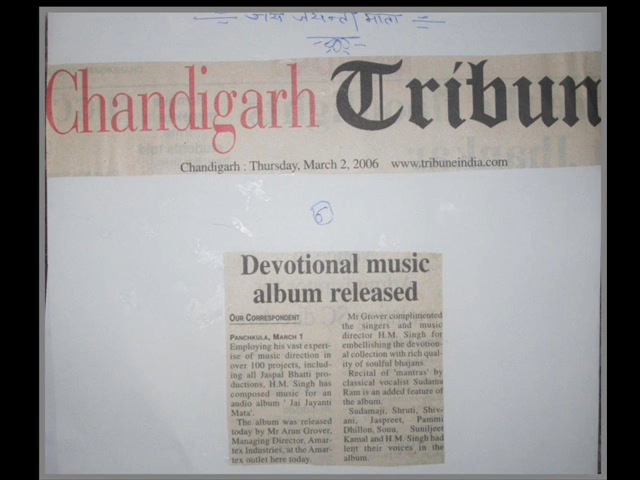 जय जयन्ती माता
Chandigarh Tribun
Chandigarh : Thursday, March 2, 2006 www.tribuneindia.com
Devotional music
album released
OUR CORRESPONDENT
PANCHKULA, MARCH 1
Employing his vast expert-
ise of music direction in
over 100 projects, includ-
ing all Jaspal Bhatti pro-
ductions, H.M. Singh has
composed music for an
audio album ' Jai Jayanti
Mata'.
The album was released
today by Mr Arun Grover,
Managing Director, Amar-
tex Industries, at the Amar-
tex outlet here today.
Mr Grover complimented
the singers and music
director H.M. Singh for
embellishing the devotion-
al collection with rich qual-
ity of soulful bhajans.
Recital of 'mantras' by
classical vocalist Sudama
Ram is an added feature of
the album.
Sudamaji, Shruti, Shiv-
ani, Jaspreet, Pammi
Dhillon, Sonu, Suniljeet
Kamal and H.M. Singh had
lent their voices in the
album.